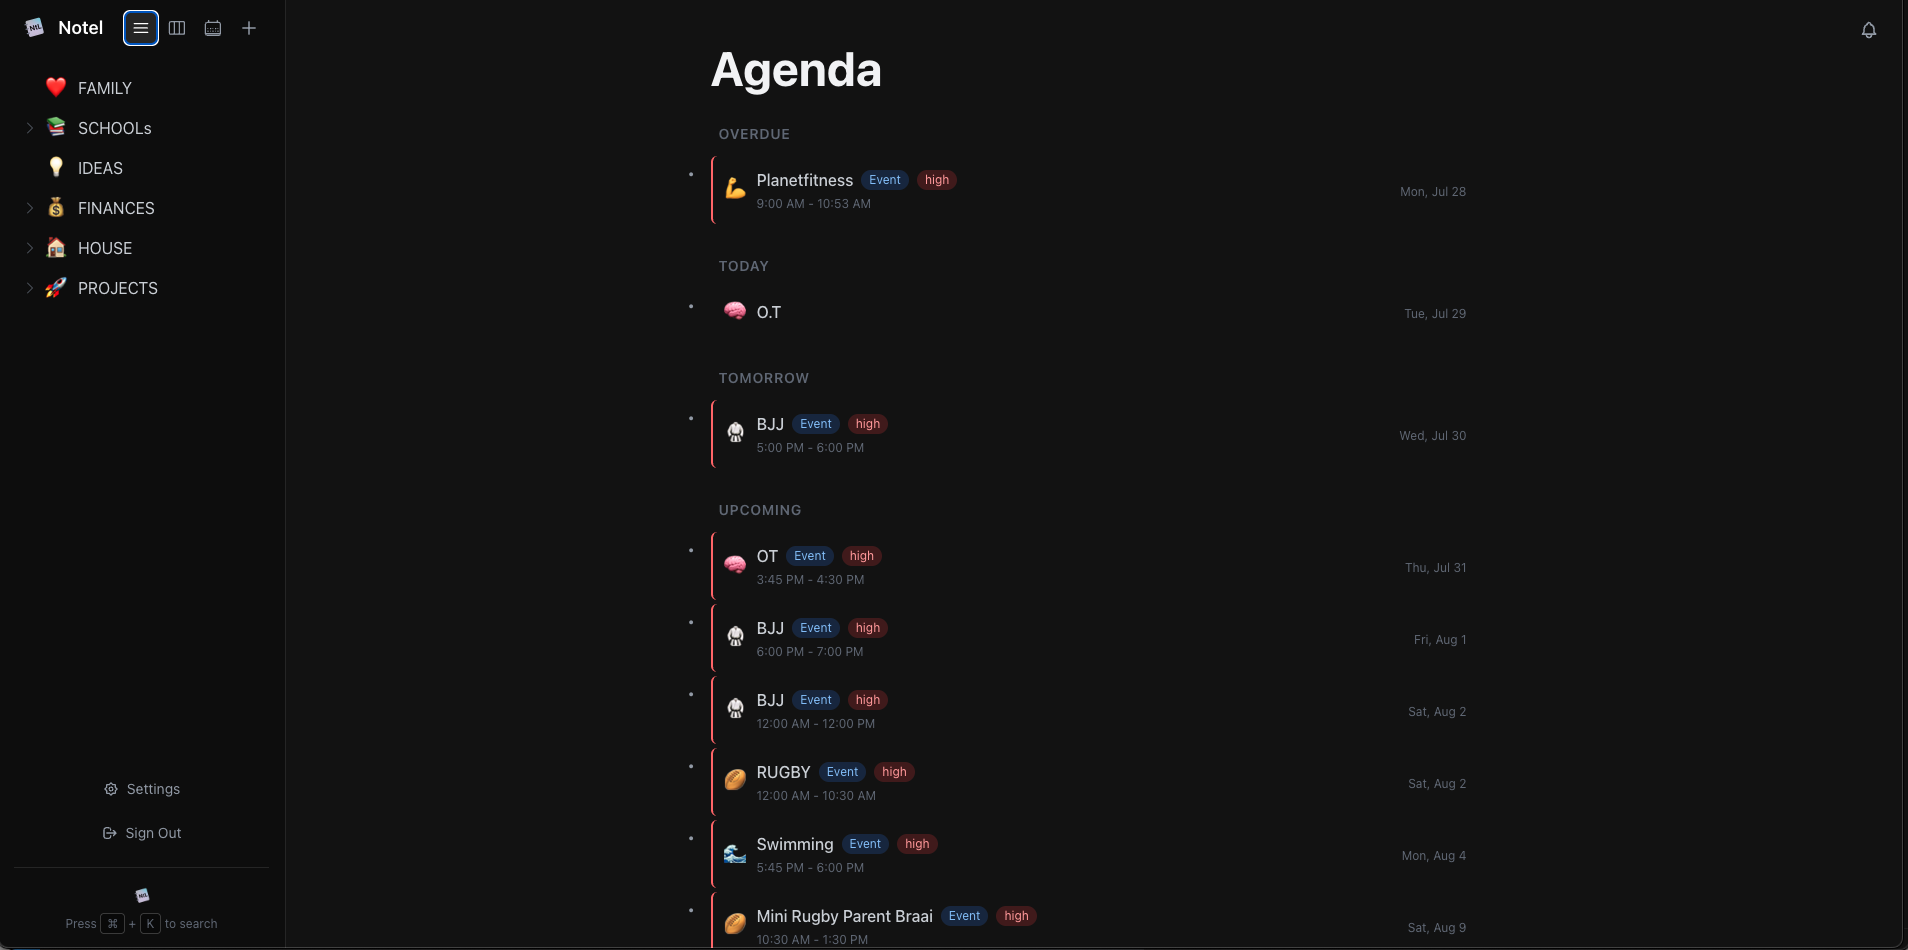 Notel
FAMILY
SCHOOLs
IDEAS
FINANCES
HOUSE
PROJECTS
Settings
Sign Out
Press ⌘ + K to search
Agenda
OVERDUE
Planetfitness Event high
9:00 AM - 10:53 AM
Mon, Jul 28
TODAY
O.T
Tue, Jul 29
TOMORROW
BJJ Event high
5:00 PM - 6:00 PM
Wed, Jul 30
UPCOMING
OT Event high
3:45 PM - 4:30 PM
Thu, Jul 31
BJJ Event high
6:00 PM - 7:00 PM
Fri, Aug 1
BJJ Event high
12:00 AM - 12:00 PM
Sat, Aug 2
RUGBY Event high
12:00 AM - 10:30 AM
Sat, Aug 2
Swimming Event high
5:45 PM - 6:00 PM
Mon, Aug 4
Mini Rugby Parent Braai Event high
10:30 AM - 1:30 PM
Sat, Aug 9